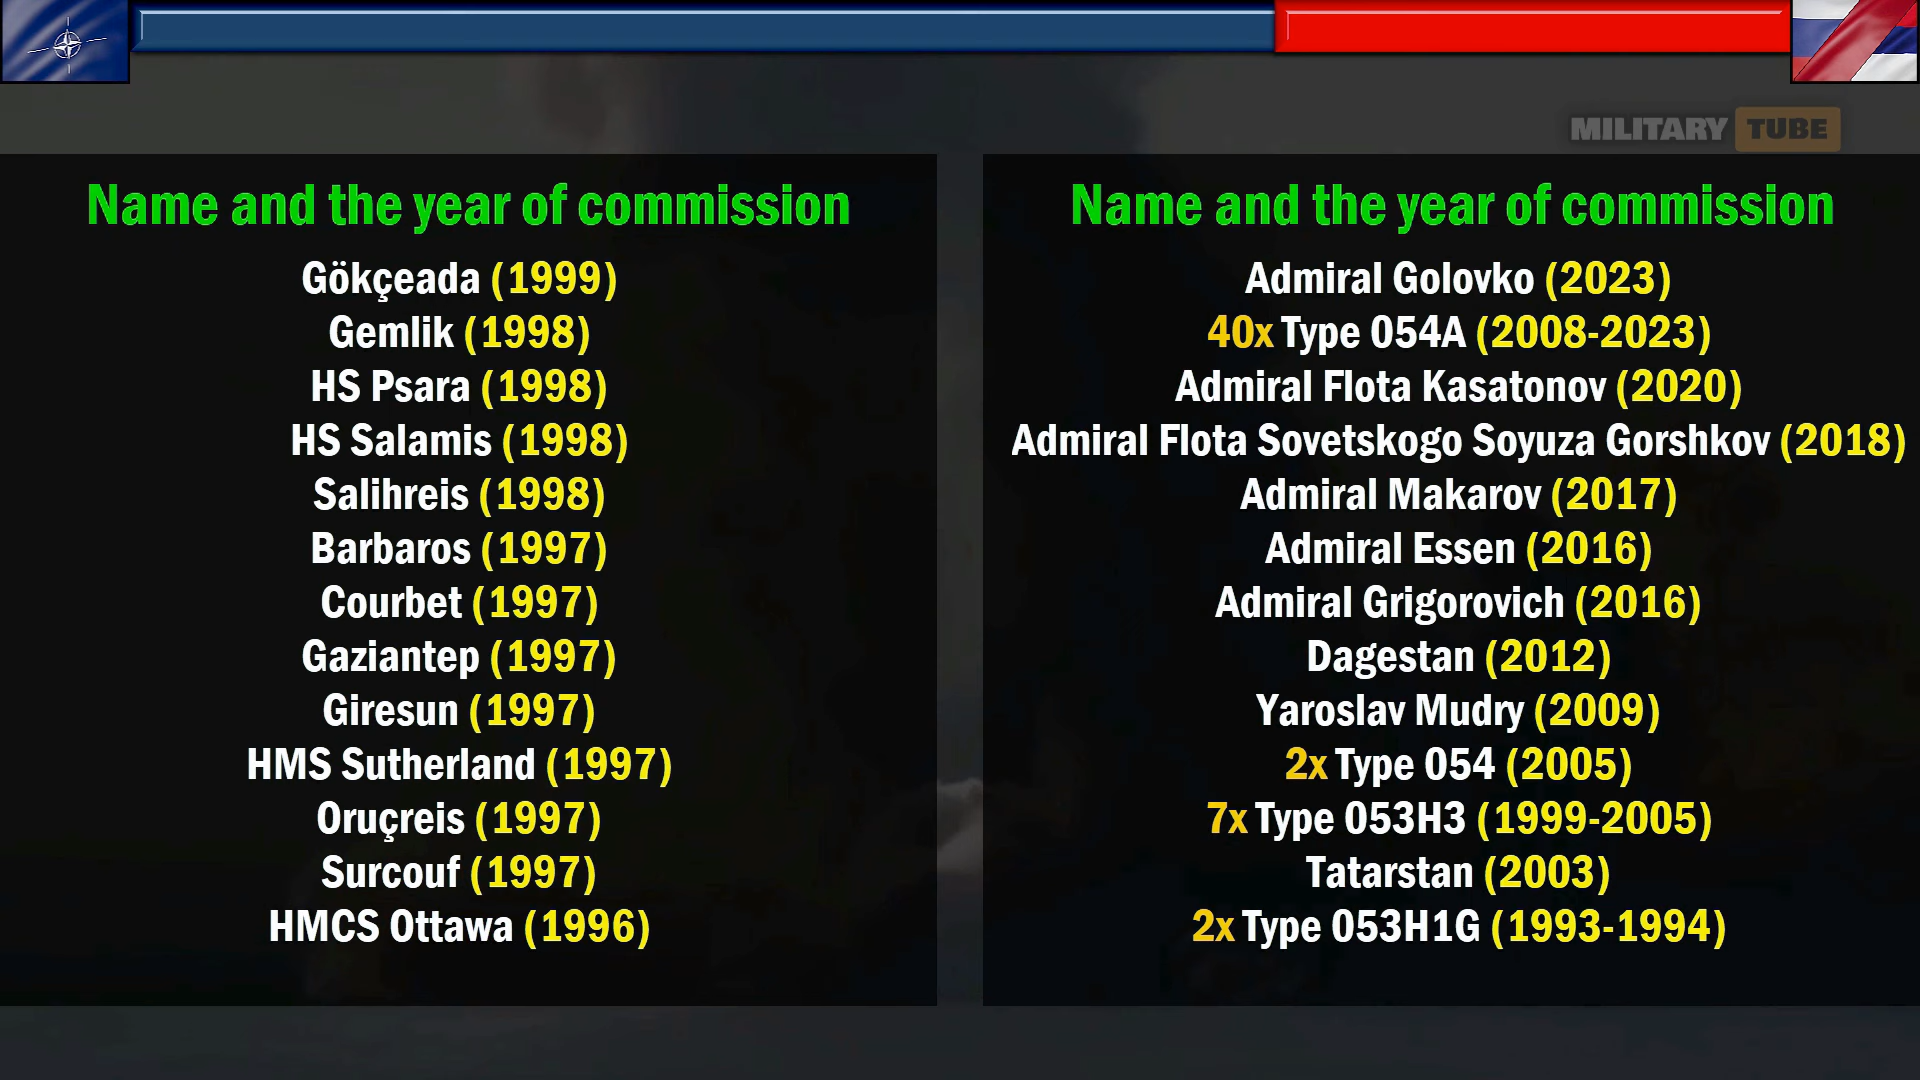 MILITARY TUBE
Name and the year of commission
Gökçeada (1999)
Gemlik (1998)
HS Psara (1998)
HS Salamis (1998)
Salihreis (1998)
Barbaros (1997)
Courbet (1997)
Gaziantep (1997)
Giresun (1997)
HMS Sutherland (1997)
Oruçreis (1997)
Surcouf (1997)
HMCS Ottawa (1996)
Name and the year of commission
Admiral Golovko (2023)
40x Type 054A (2008-2023)
Admiral Flota Kasatonov (2020)
Admiral Flota Sovetskogo Soyuza Gorshkov (2018)
Admiral Makarov (2017)
Admiral Essen (2016)
Admiral Grigorovich (2016)
Dagestan (2012)
Yaroslav Mudry (2009)
2x Type 054 (2005)
7x Type 053H3 (1999-2005)
Tatarstan (2003)
2x Type 053H1G (1993-1994)